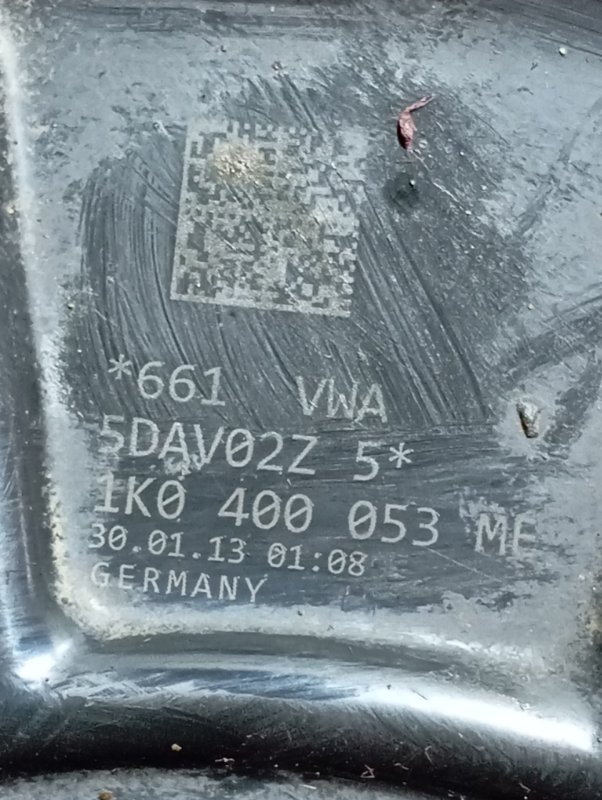 *661 VWA
5DAV02Z 5*
1K0 400 053 ME
30.01.13 01:08
GERMANY